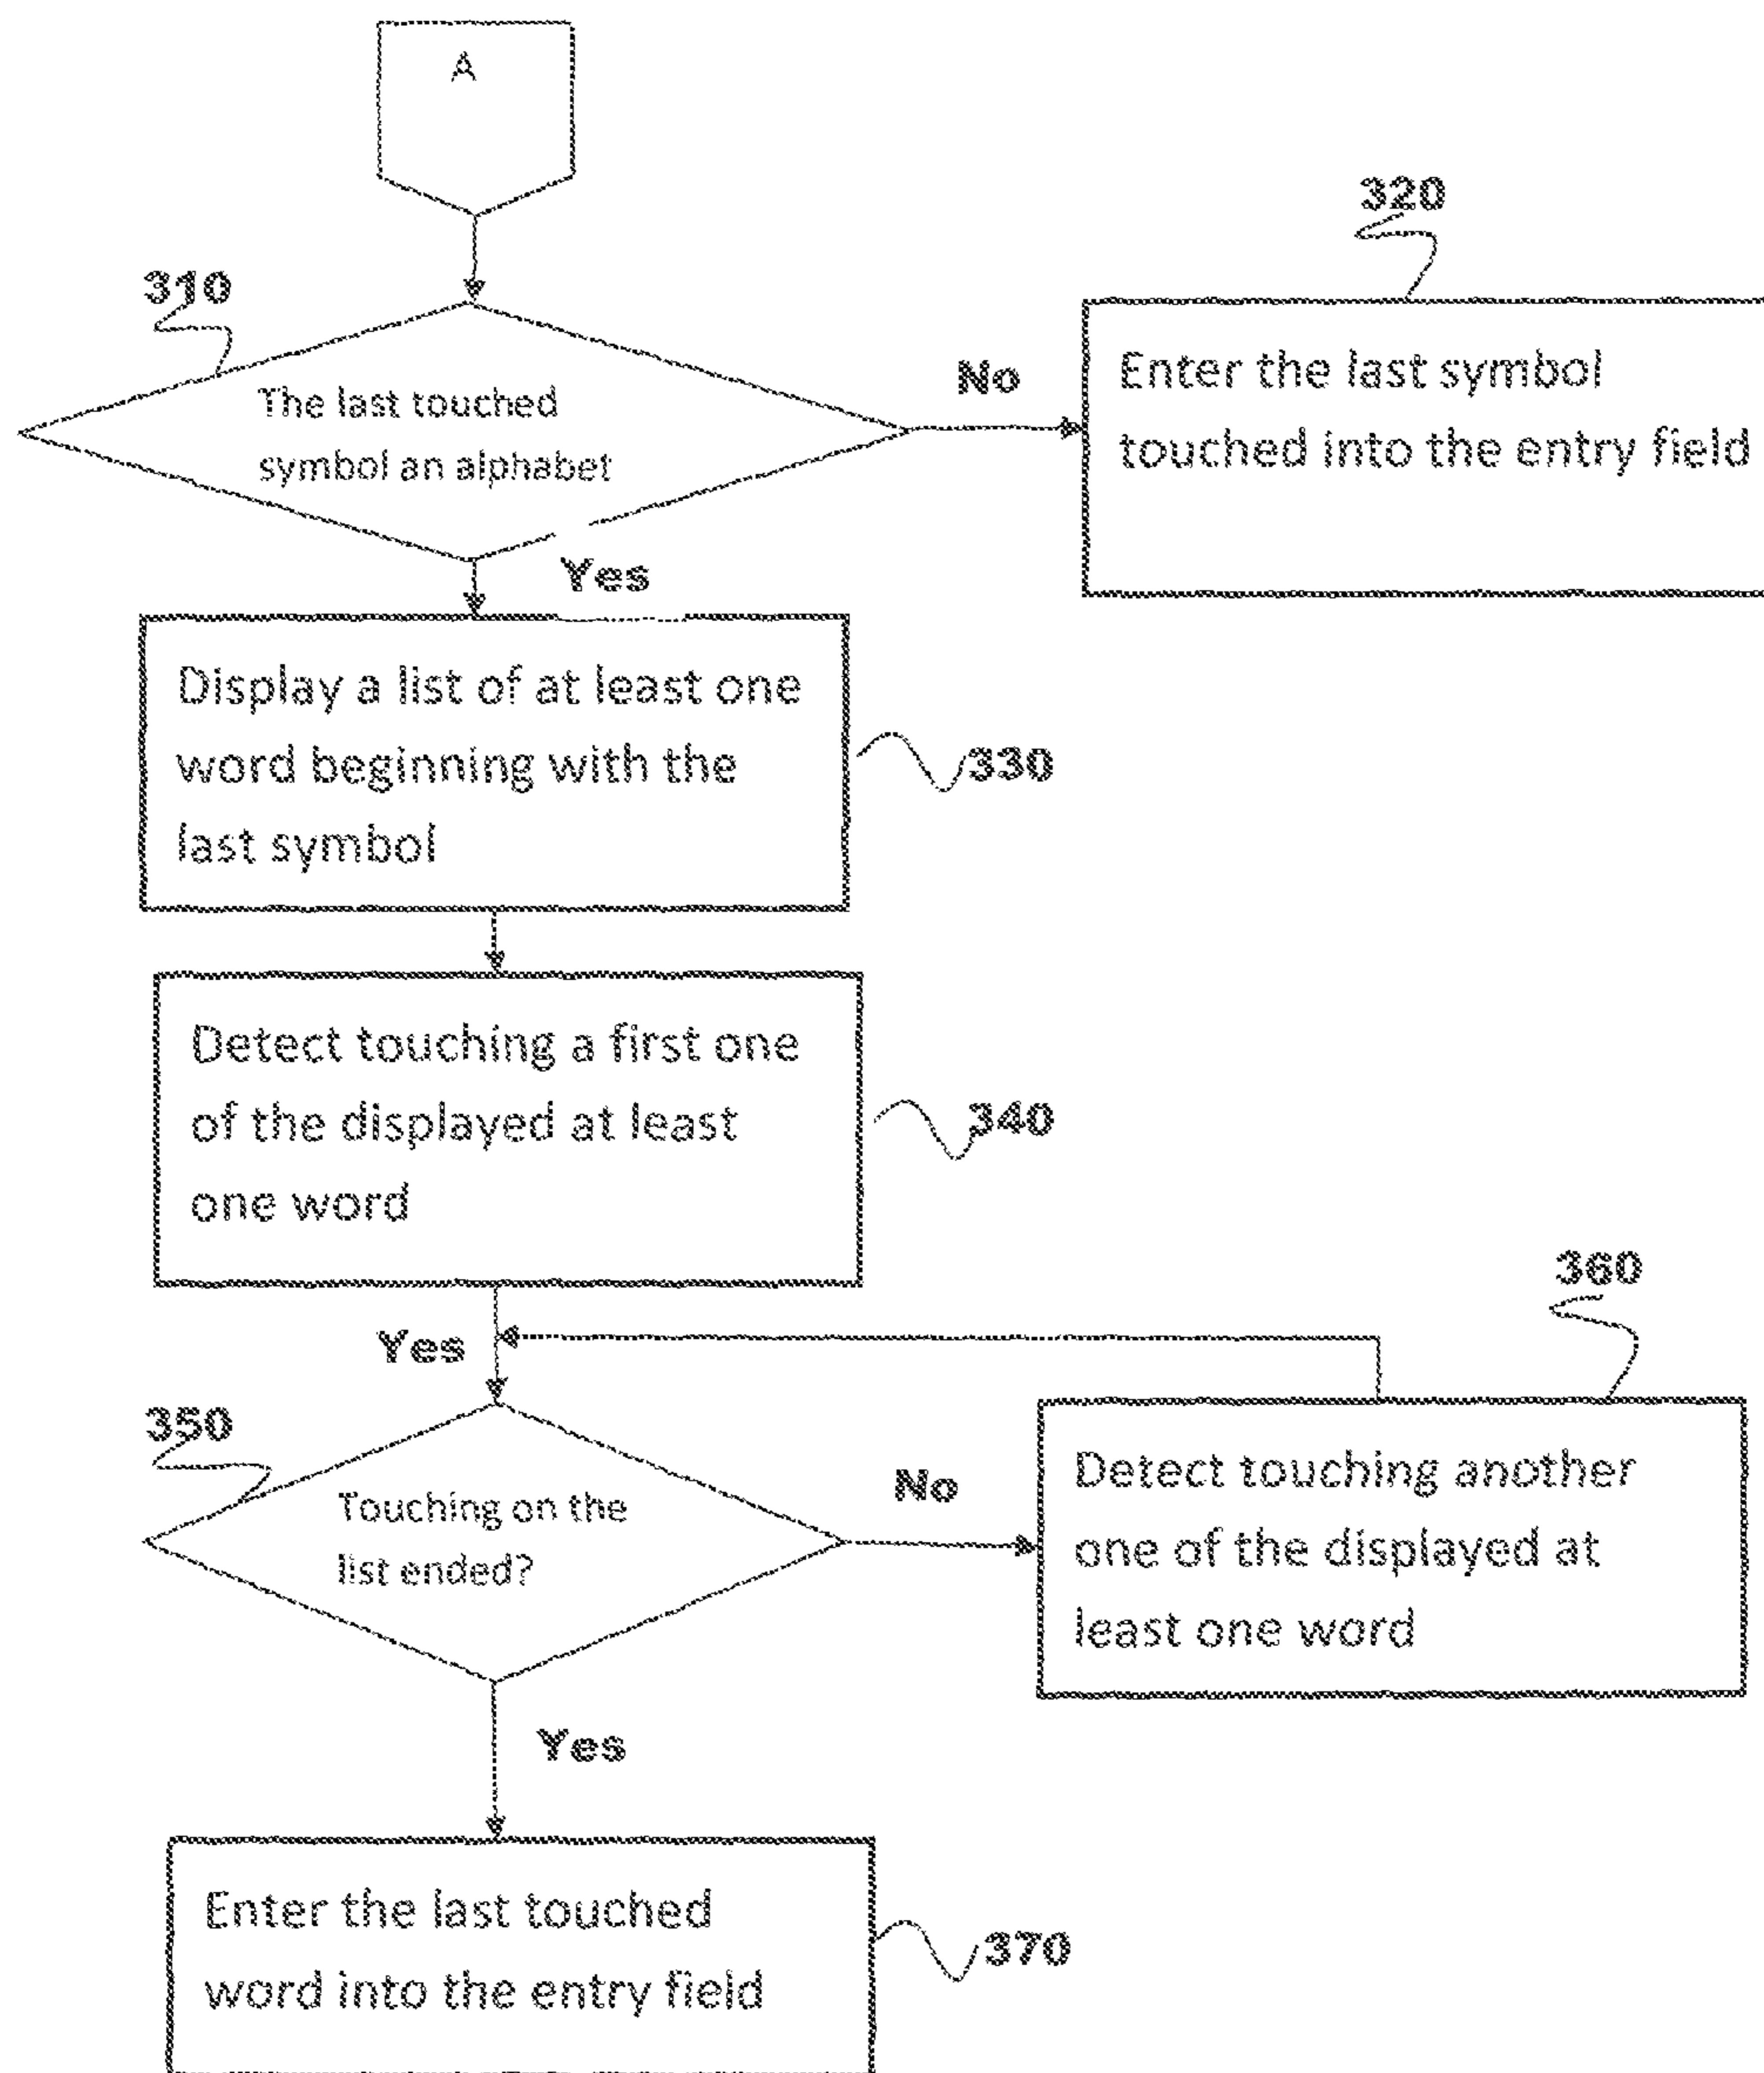 A
320
310
No
Enter the last symbol
touched into the entry field
The last touched
symbol an alphabet
Yes
Display a list of at least one
word beginning with the
last symbol
330
Detect touching a first one
of the displayed at least
one word
340
360
Yes
350
No
Touching on the
list ended?
Detect touching another
one of the displayed at
least one word
Yes
Enter the last touched
word into the entry field
370